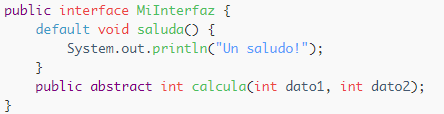 public interface MiInterfaz {
    default void saluda() {
        System.out.println("Un saludo!");
    }
    public abstract int calcula(int dato1, int dato2);
}